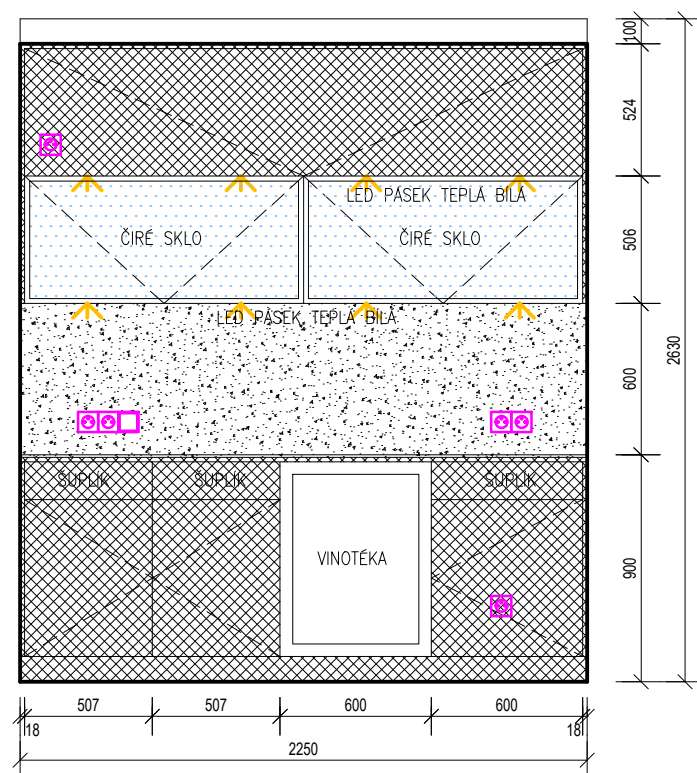 100
524
LED PÁSEK TEPLÁ BÍLÁ
ČIRÉ SKLO
ČIRÉ SKLO
506
LED PÁSEK TEPLÁ BÍLÁ
2630
600
ŠUPLÍK
ŠUPLÍK
ŠUPLÍK
VINOTÉKA
900
507
507
600
600
18
18
2250